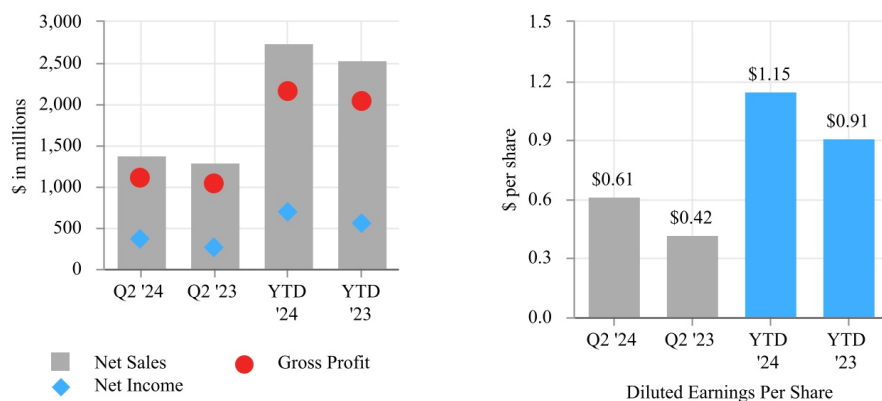 3,000
2,500
2,000
1,500
1,000
500
0
$ in millions
Q2 '24
Q2 '23
YTD
'24
YTD
'23
Net Sales
Gross Profit
Net Income
1.5
1.2
0.9
0.6
0.3
0.0
$ per share
$0.61
$0.42
$1.15
$0.91
Q2 '24
Q2 '23
YTD
'24
YTD
'23
Diluted Earnings Per Share